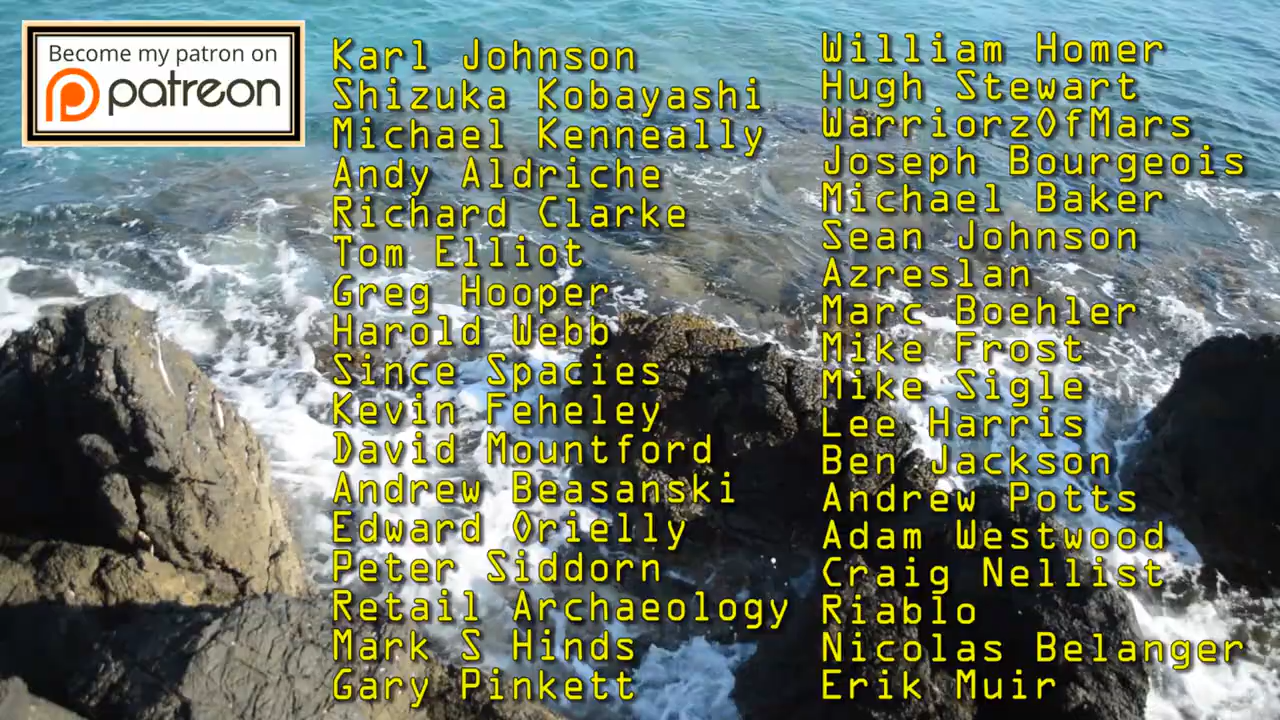 Become my patron on
patreon
Karl Johnson
Shizuka Kobayashi
Michael Kenneally
Andy Aldriche
Richard Clarke
Tom Elliot
Greg Hooper
Harold Webb
Since Spacies
Kevin Feheley
David Mountford
Andrew Beasanski
Edward Orielly
Peter Siddorn
Retail Archaeology
Mark S Hinds
Gary Pinkett
William Homer
Hugh Stewart
WarriorzOfMars
Joseph Bourgeois
Michael Baker
Sean Johnson
Azreslan
Marc Boehler
Mike Frost
Mike Sigle
Lee Harris
Ben Jackson
Andrew Potts
Adam Westwood
Craig Nellist
Riablo
Nicolas Belanger
Erik Muir